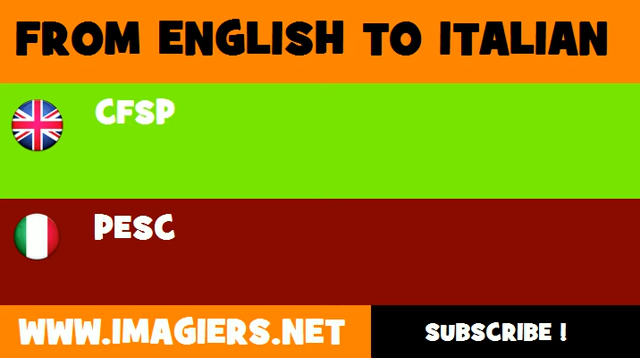 FROM ENGLISH TO ITALIAN
CFSP
PESC
WWW.IMAGIERS.NET
SUBSCRIBE !